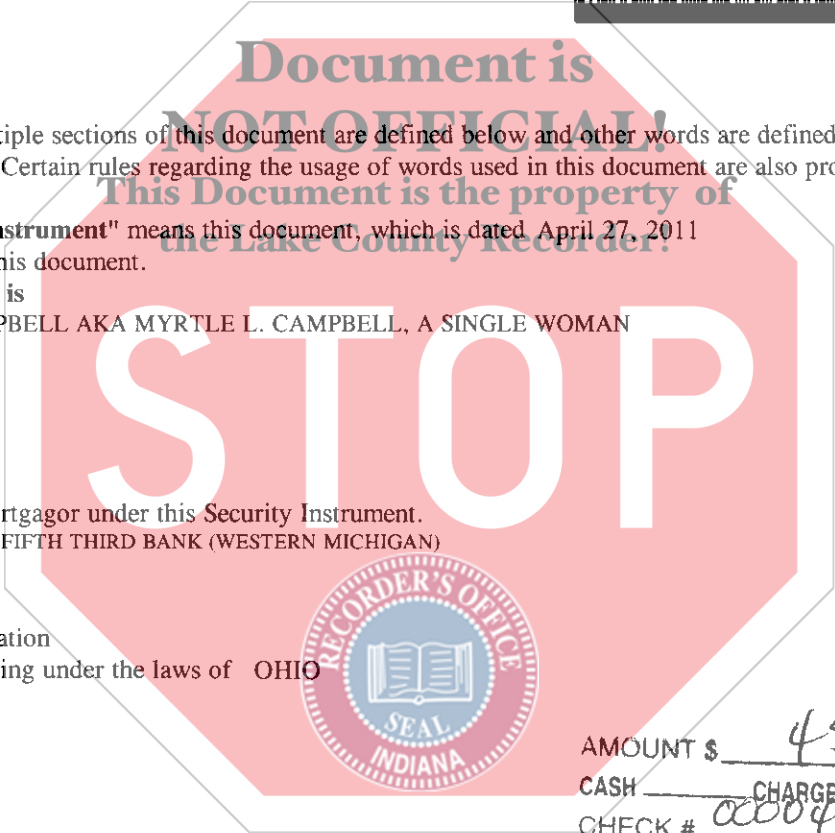 Document is
NOT OFFICIAL!
tiple sections of this document are defined below and other words are defined
Certain rules regarding the usage of words used in this document are also pro
This Document is the property of
the Lake County Recorder!
nstrument" means this document, which is dated April 27, 2011
his document.
is
PBELL AKA MYRTLE L. CAMPBELL, A SINGLE WOMAN
STOP
rtgagor under this Security Instrument.
FIFTH THIRD BANK (WESTERN MICHIGAN)
ation
ing under the laws of OHIO
RECORDER'S OFFICE
SEAL
INDIANA
AMOUNT $ 4
CASH CHARGE
CHECK # 00004